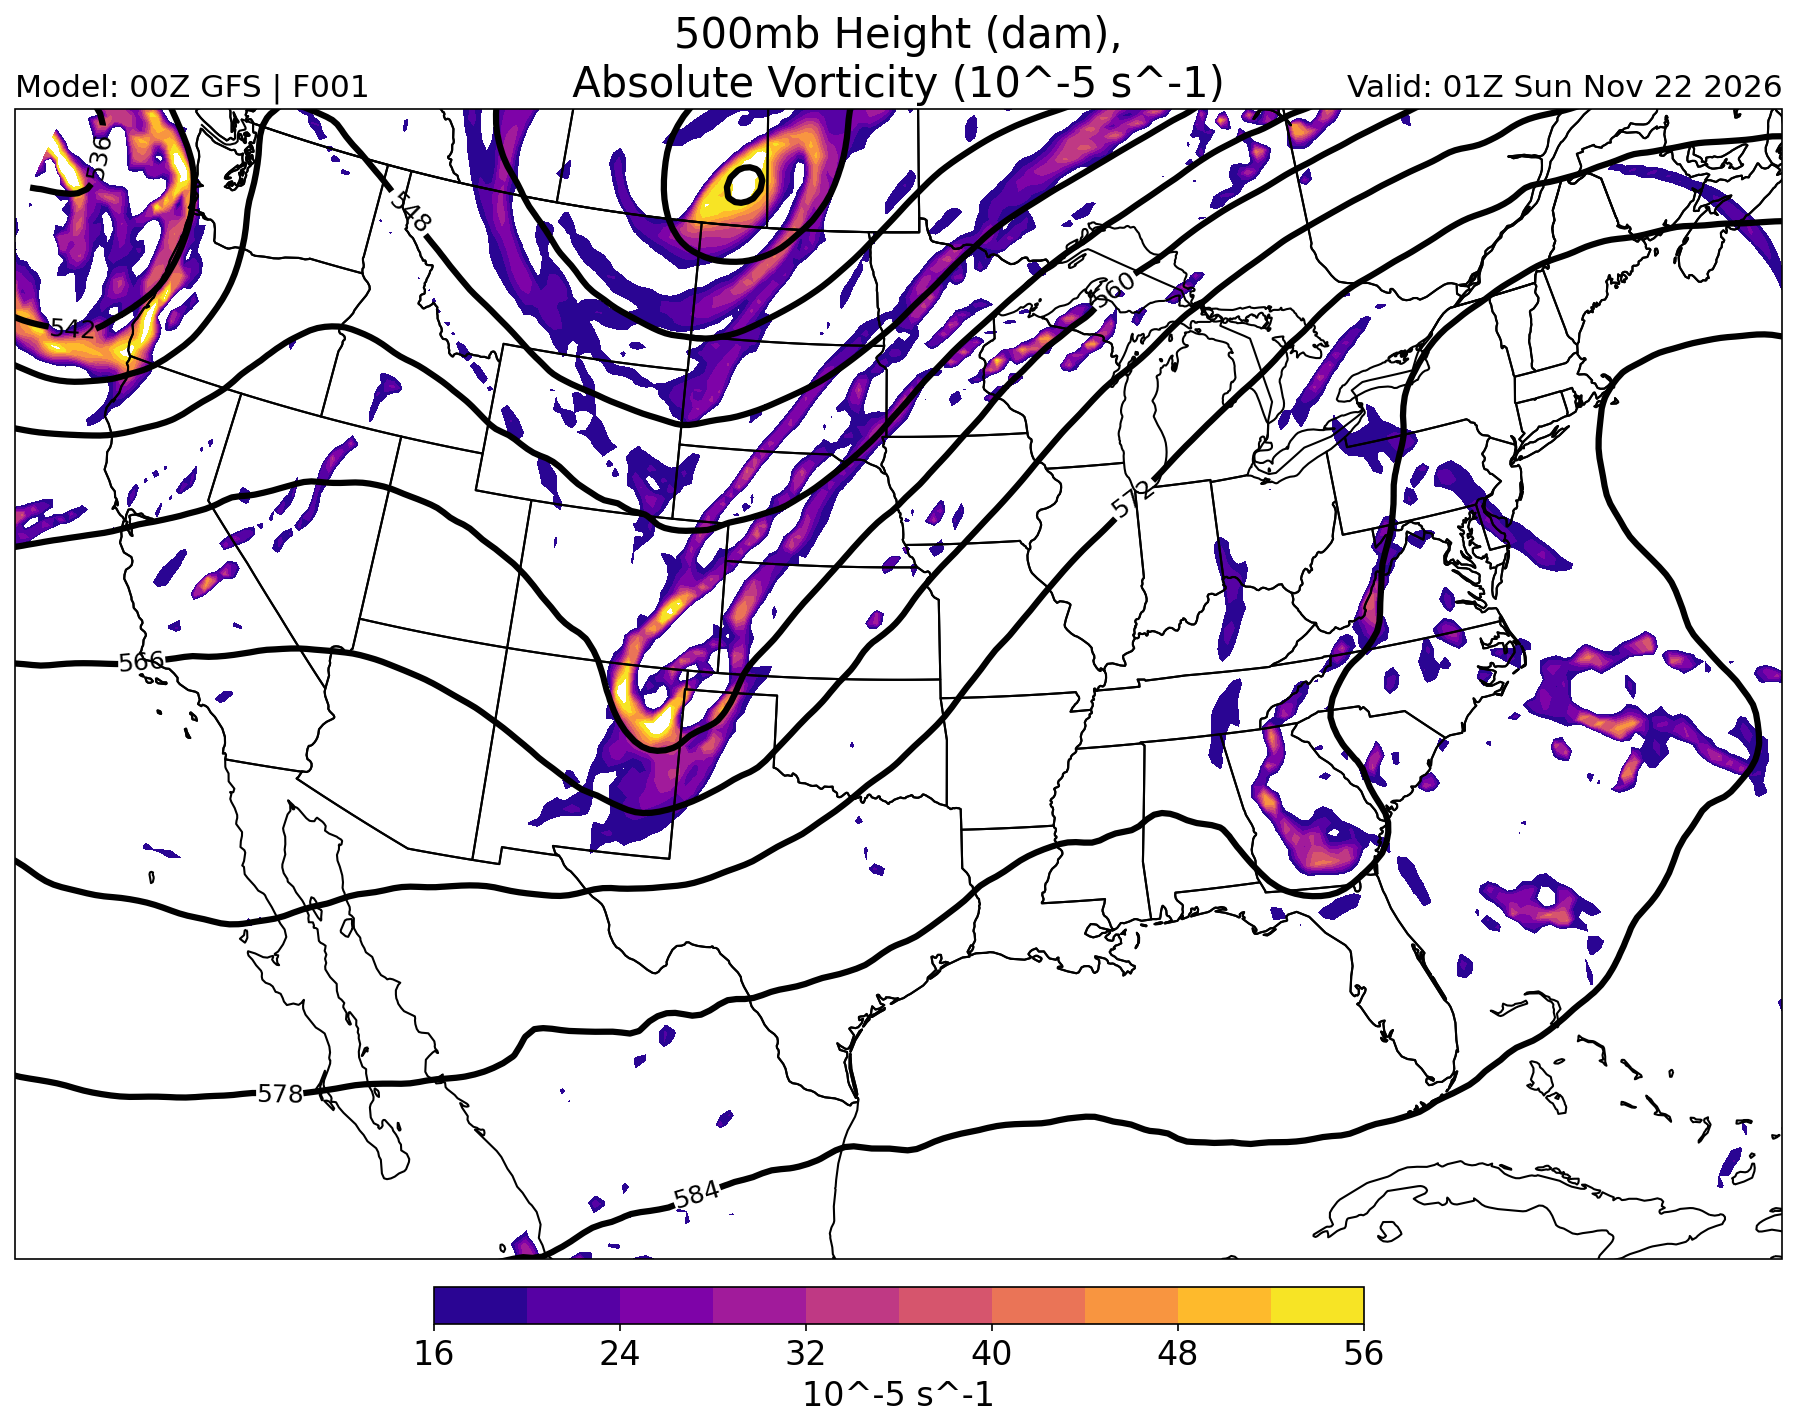 500mb Height (dam),
Model: 00Z GFS | F001
Absolute Vorticity (10^-5 s^-1)
Valid: 01Z Sun Nov 22 2026
536
542
548
560
572
566
578
584
16 24 32 40 48 56
10^-5 s^-1